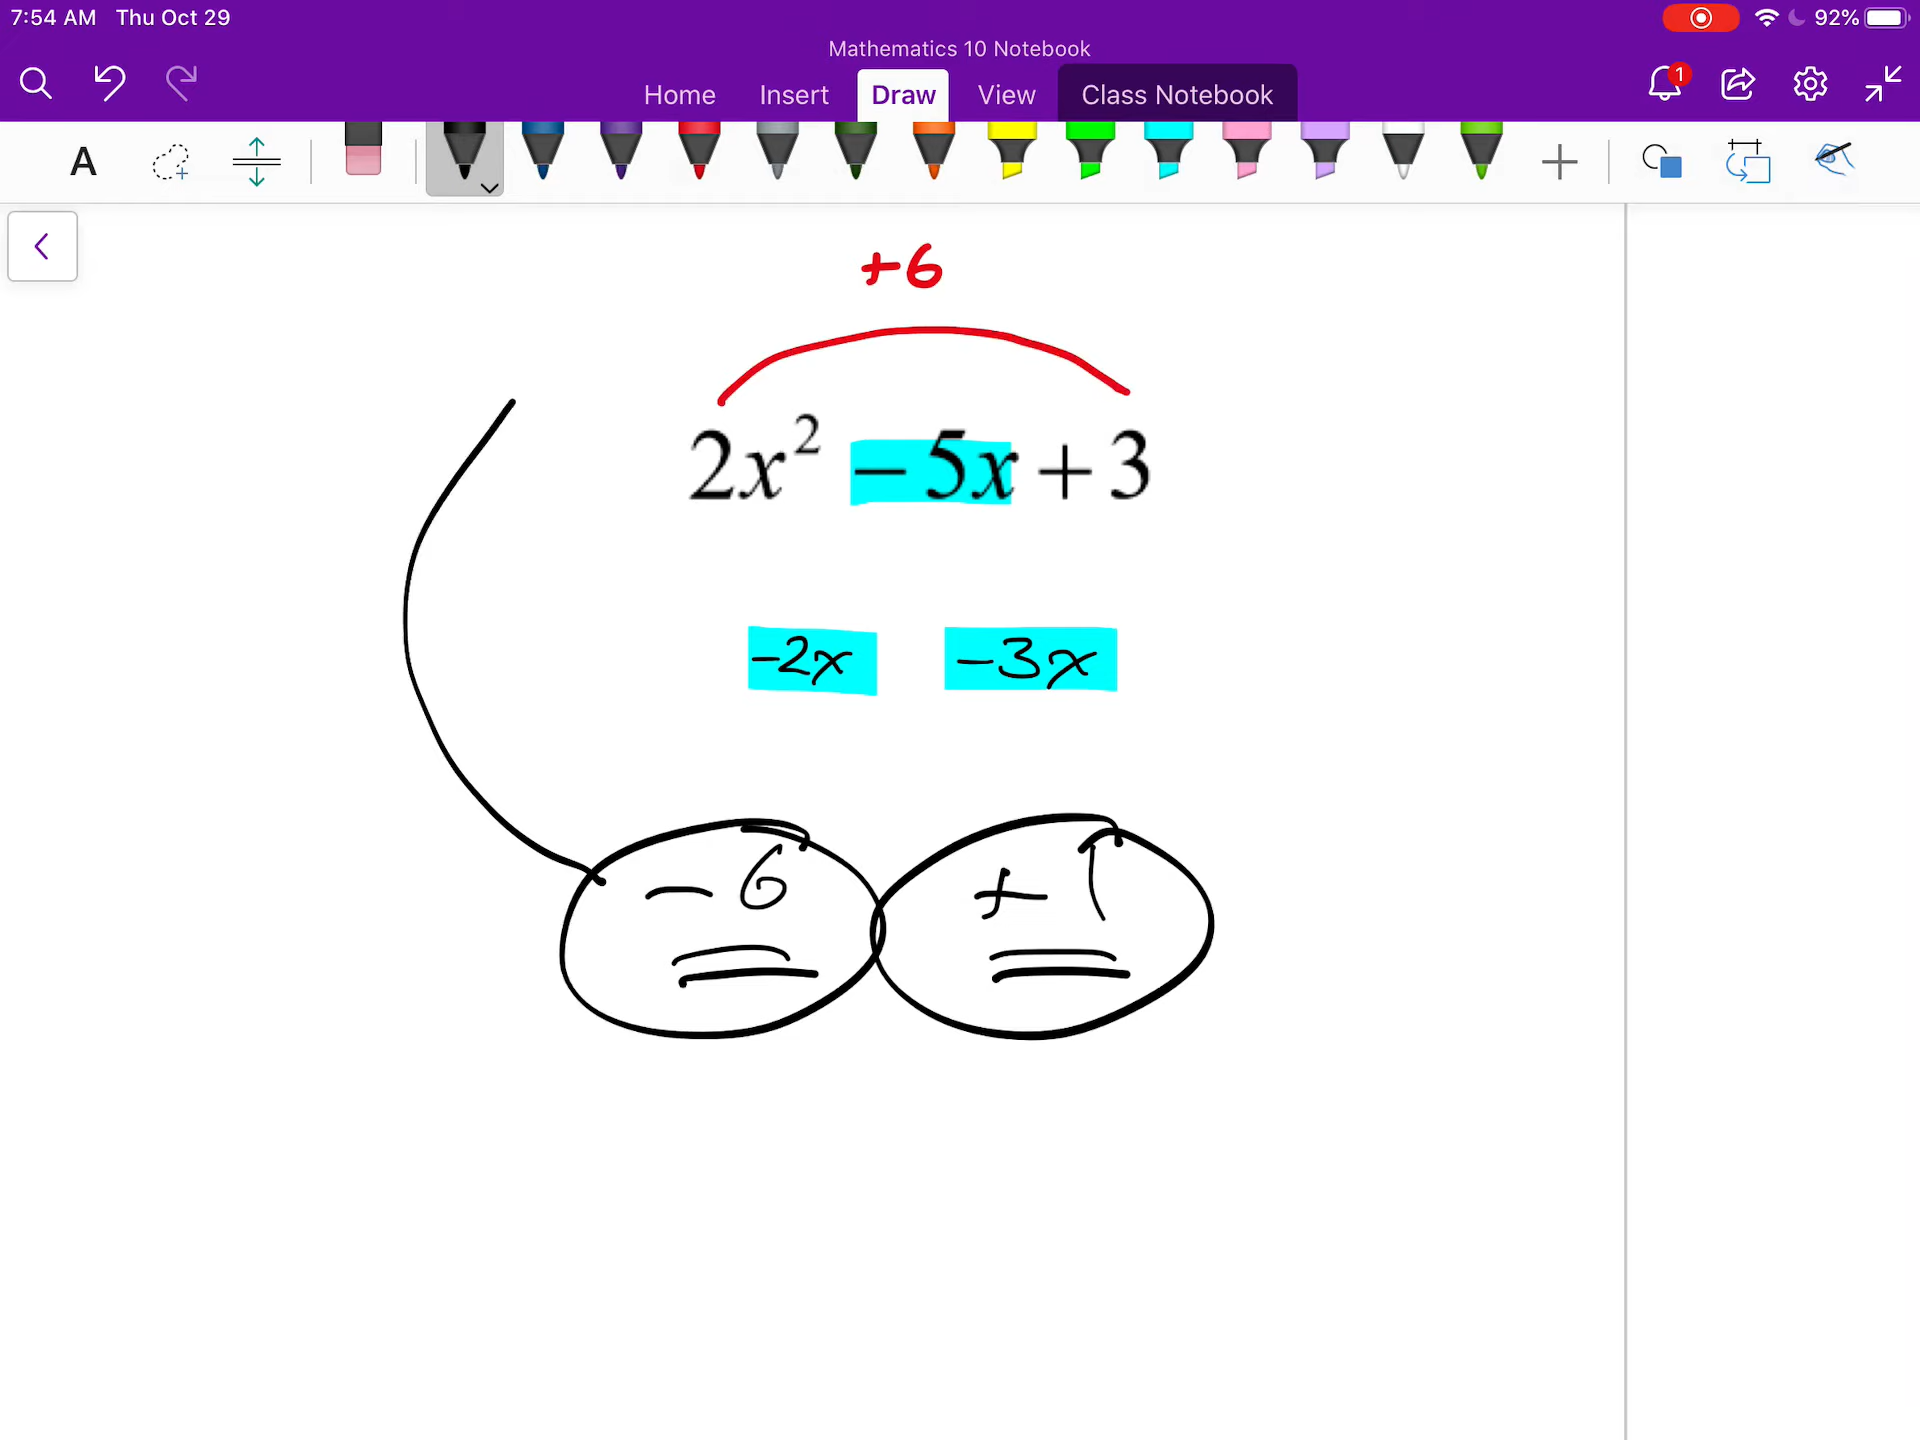 7:54 AM Thu Oct 29 92%
Mathematics 10 Notebook
Home Insert Draw View Class Notebook 1
A
+6
2x² − 5x + 3
-2x -3x
- 6 + 1